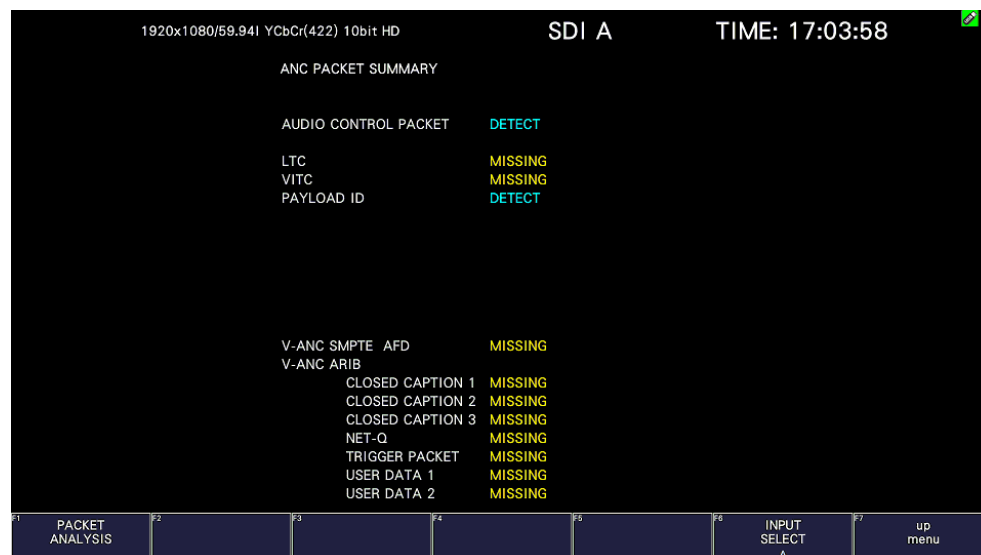 1920x1080/59.94I YCbCr(422) 10bit HD SDI A TIME: 17:03:58
ANC PACKET SUMMARY
AUDIO CONTROL PACKET DETECT
LTC MISSING
VITC MISSING
PAYLOAD ID DETECT
V-ANC SMPTE AFD MISSING
V-ANC ARIB
CLOSED CAPTION 1 MISSING
CLOSED CAPTION 2 MISSING
CLOSED CAPTION 3 MISSING
NET-Q MISSING
TRIGGER PACKET MISSING
USER DATA 1 MISSING
USER DATA 2 MISSING
F1 PACKET ANALYSIS
F2
F3
F4
F5
F6 INPUT SELECT A
F7 up menu